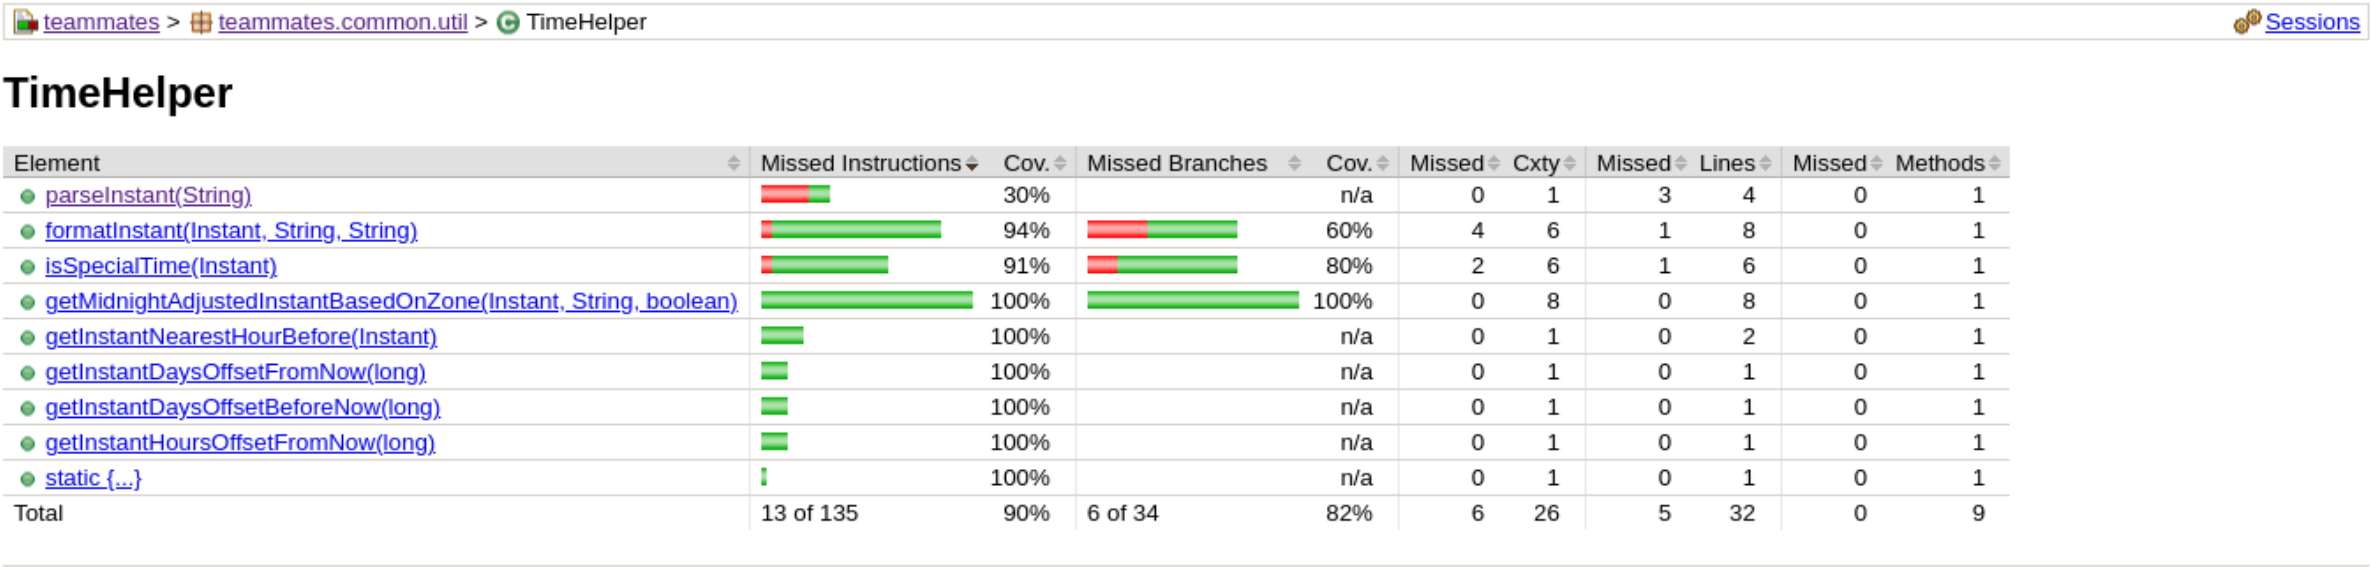 teammates > teammates.common.util > TimeHelper Sessions
TimeHelper
Element Missed Instructions Cov. Missed Branches Cov. Missed Cxty Missed Lines Missed Methods
parseInstant(String) 30% n/a 0 1 3 4 0 1
formatInstant(Instant, String, String) 94% 60% 4 6 1 8 0 1
isSpecialTime(Instant) 91% 80% 2 6 1 6 0 1
getMidnightAdjustedInstantBasedOnZone(Instant, String, boolean) 100% 100% 0 8 0 8 0 1
getInstantNearestHourBefore(Instant) 100% n/a 0 1 0 2 0 1
getInstantDaysOffsetFromNow(long) 100% n/a 0 1 0 1 0 1
getInstantDaysOffsetBeforeNow(long) 100% n/a 0 1 0 1 0 1
getInstantHoursOffsetFromNow(long) 100% n/a 0 1 0 1 0 1
static {...} 100% n/a 0 1 0 1 0 1
Total 13 of 135 90% 6 of 34 82% 6 26 5 32 0 9